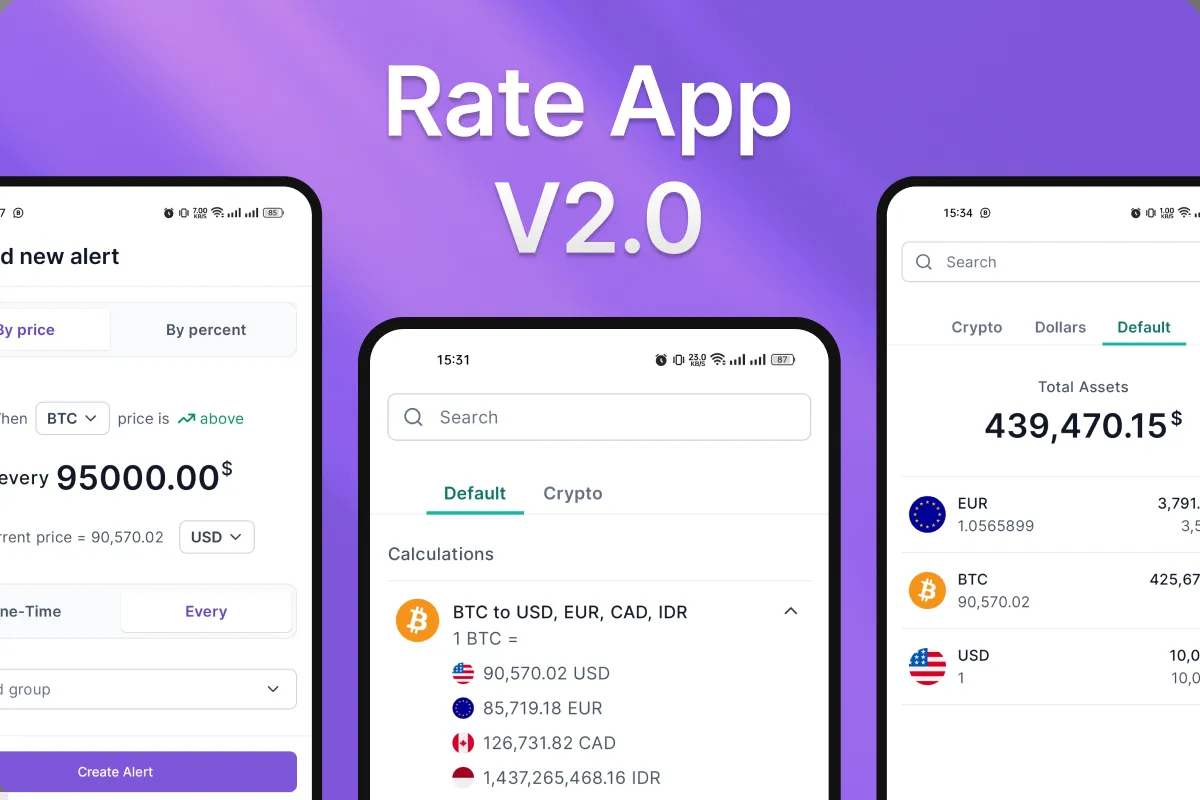 Rate App
V2.0
7
7.00
KB/S
85
d new alert
By price
By percent
hen BTC price is above
every 95000.00$
rent price = 90,570.02 USD
ne-Time
Every
d group
Create Alert
15:31
23.0
KB/S
87
Search
Default
Crypto
Calculations
BTC to USD, EUR, CAD, IDR
1 BTC =
90,570.02 USD
85,719.18 EUR
126,731.82 CAD
1,437,265,468.16 IDR
15:34
1.00
KB/S
Search
Crypto
Dollars
Default
Total Assets
439,470.15$
EUR 3,791.
1.0565899 3,5
BTC 425,67
90,570.02
USD 10,0
1 10,0